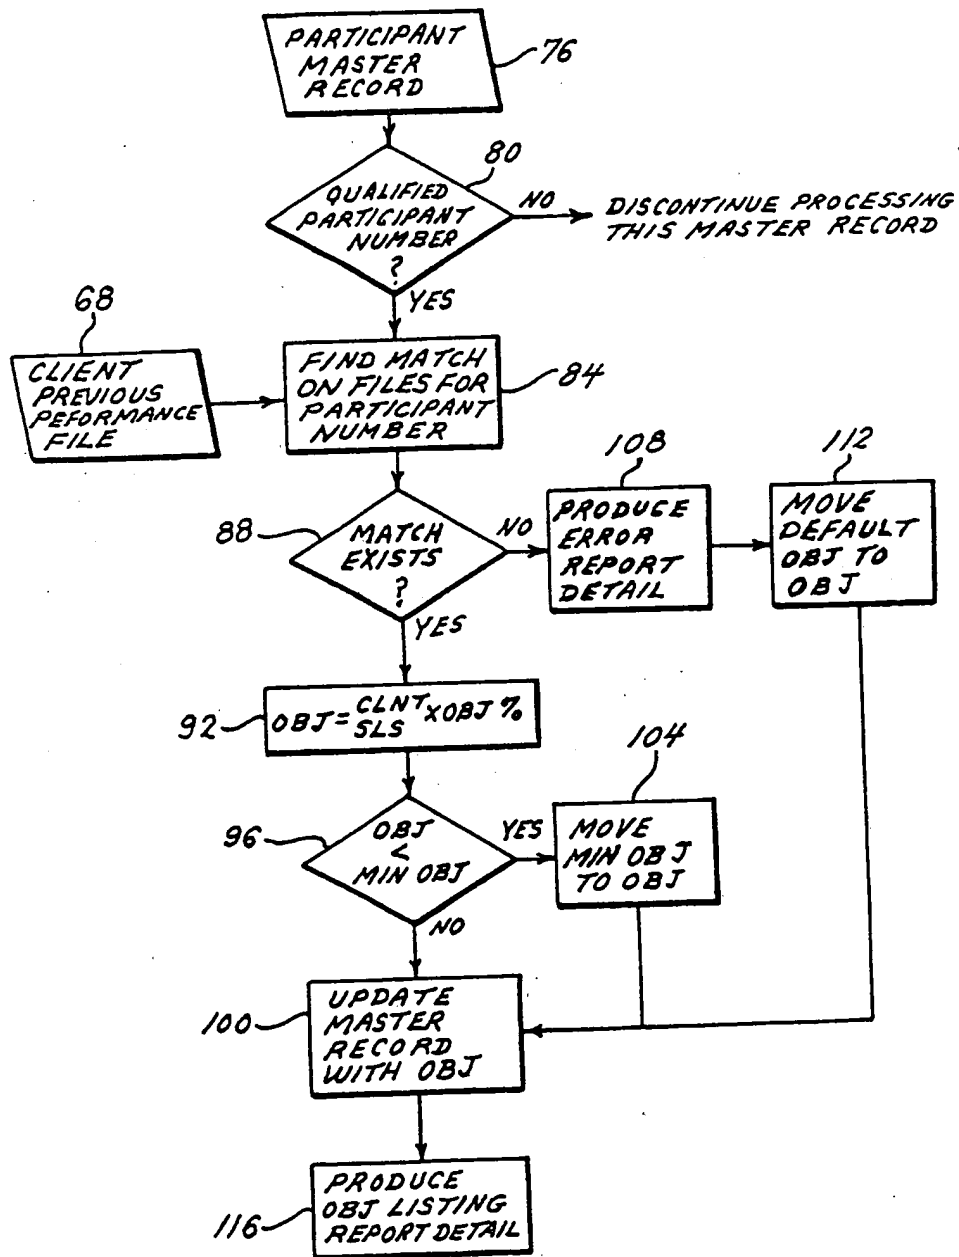 PARTICIPANT
MASTER
RECORD
76
80
QUALIFIED
PARTICIPANT
NUMBER
?
NO
DISCONTINUE PROCESSING
THIS MASTER RECORD
YES
68
CLIENT
PREVIOUS
PEFORMANCE
FILE
FIND MATCH
ON FILES FOR
PARTICIPANT
NUMBER
84
88
MATCH
EXISTS
?
NO
YES
108
PRODUCE
ERROR
REPORT
DETAIL
112
MOVE
DEFAULT
OBJ TO
OBJ
92
OBJ = CLNT SLS X OBJ %
96
OBJ
<
MIN OBJ
YES
NO
104
MOVE
MIN OBJ
TO OBJ
100
UPDATE
MASTER
RECORD
WITH OBJ
116
PRODUCE
OBJ LISTING
REPORT DETAIL